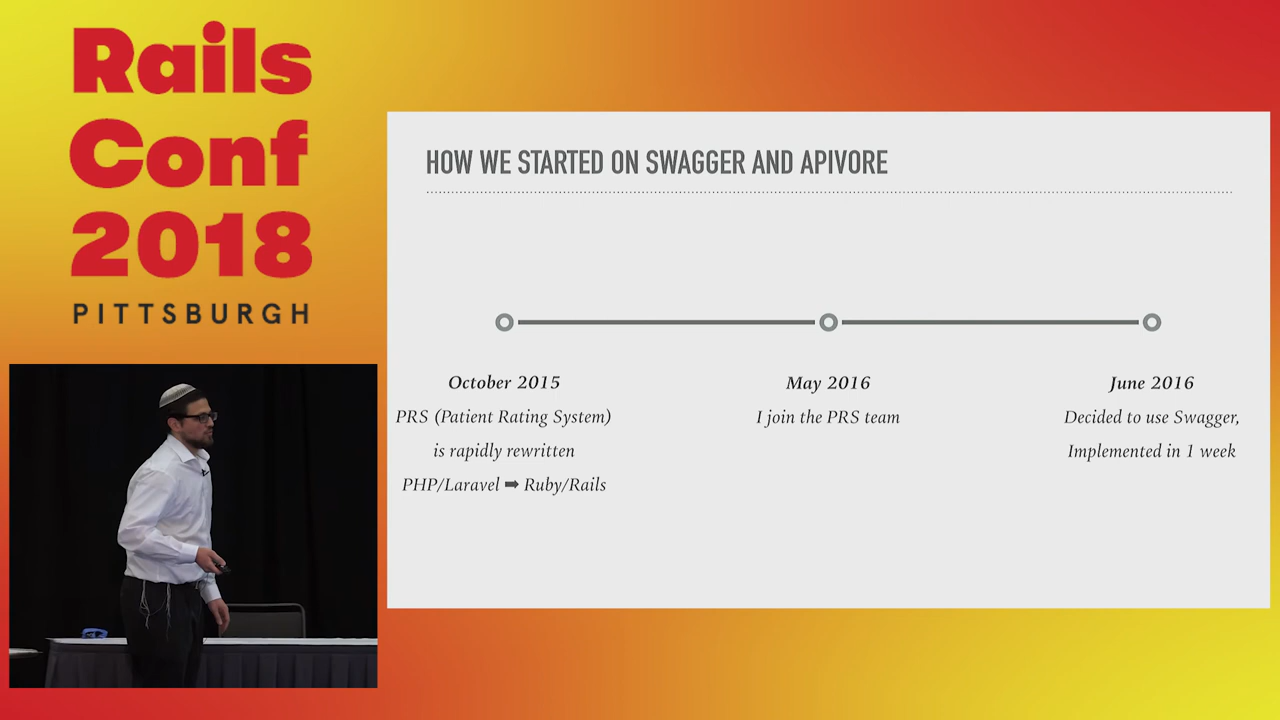 Rails
Conf
2018
PITTSBURGH
HOW WE STARTED ON SWAGGER AND APIVORE
October 2015
PRS (Patient Rating System)
is rapidly rewritten
PHP/Laravel ➡ Ruby/Rails
May 2016
I join the PRS team
June 2016
Decided to use Swagger,
Implemented in 1 week